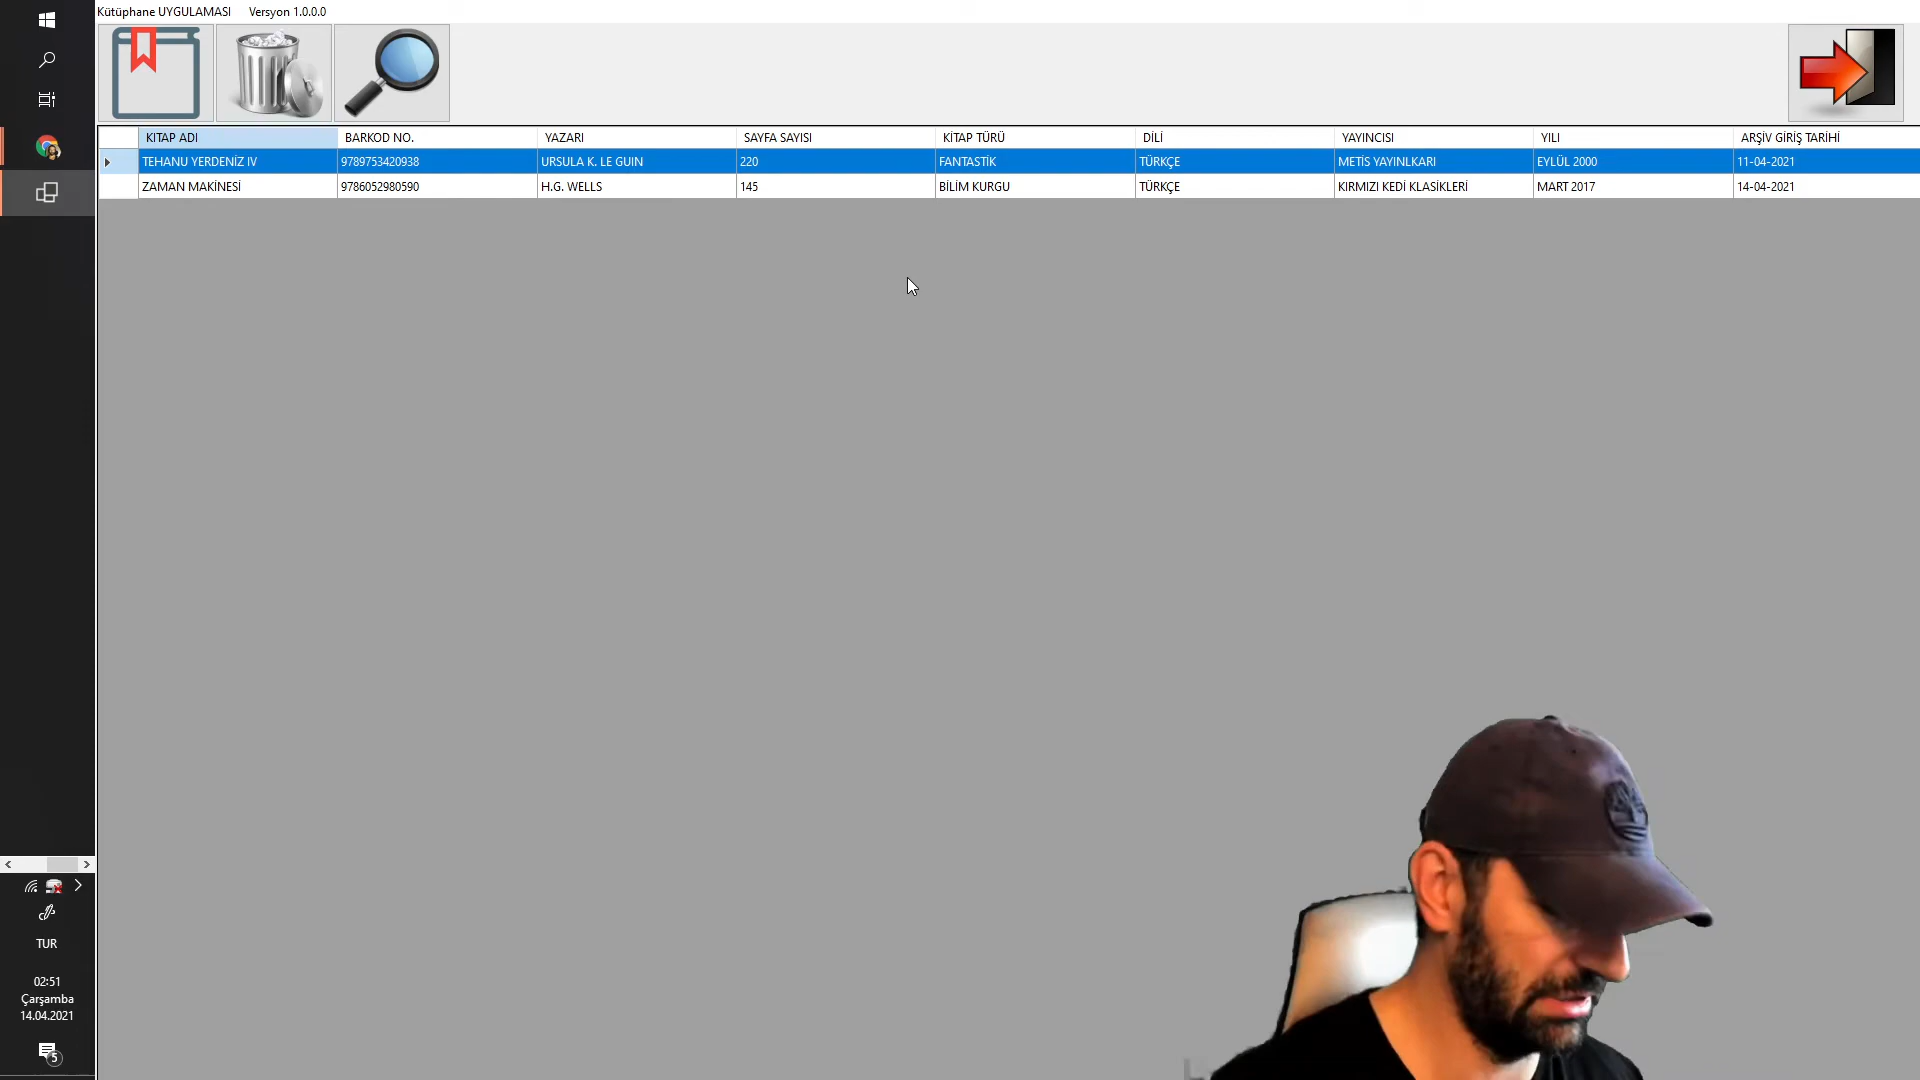 Kütüphane UYGULAMASI Versyon 1.0.0.0
KITAP ADI BARKOD NO. YAZARI SAYFA SAYISI KİTAP TÜRÜ DİLİ YAYINCISI YILI ARŞİV GİRİŞ TARİHİ
TEHANU YERDENİZ IV 9789753420938 URSULA K. LE GUIN 220 FANTASTİK TÜRKÇE METİS YAYINLKARI EYLÜL 2000 11-04-2021
ZAMAN MAKİNESİ 9786052980590 H.G. WELLS 145 BİLİM KURGU TÜRKÇE KIRMIZI KEDİ KLASİKLERİ MART 2017 14-04-2021
TUR
02:51
Çarşamba
14.04.2021
5